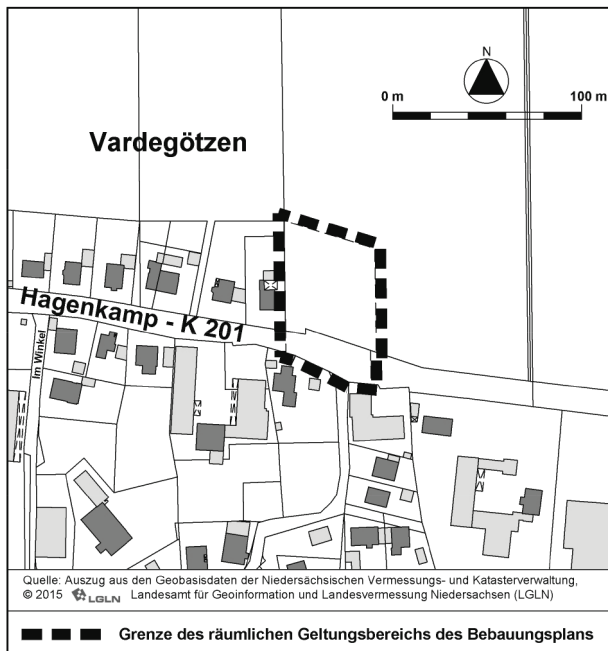 N
0 m 100 m
Vardegötzen
Hagenkamp - K 201
Im Winkel
Quelle: Auszug aus den Geobasisdaten der Niedersächsischen Vermessungs- und Katasterverwaltung,
© 2015 LGLN Landesamt für Geoinformation und Landesvermessung Niedersachsen (LGLN)
Grenze des räumlichen Geltungsbereichs des Bebauungsplans